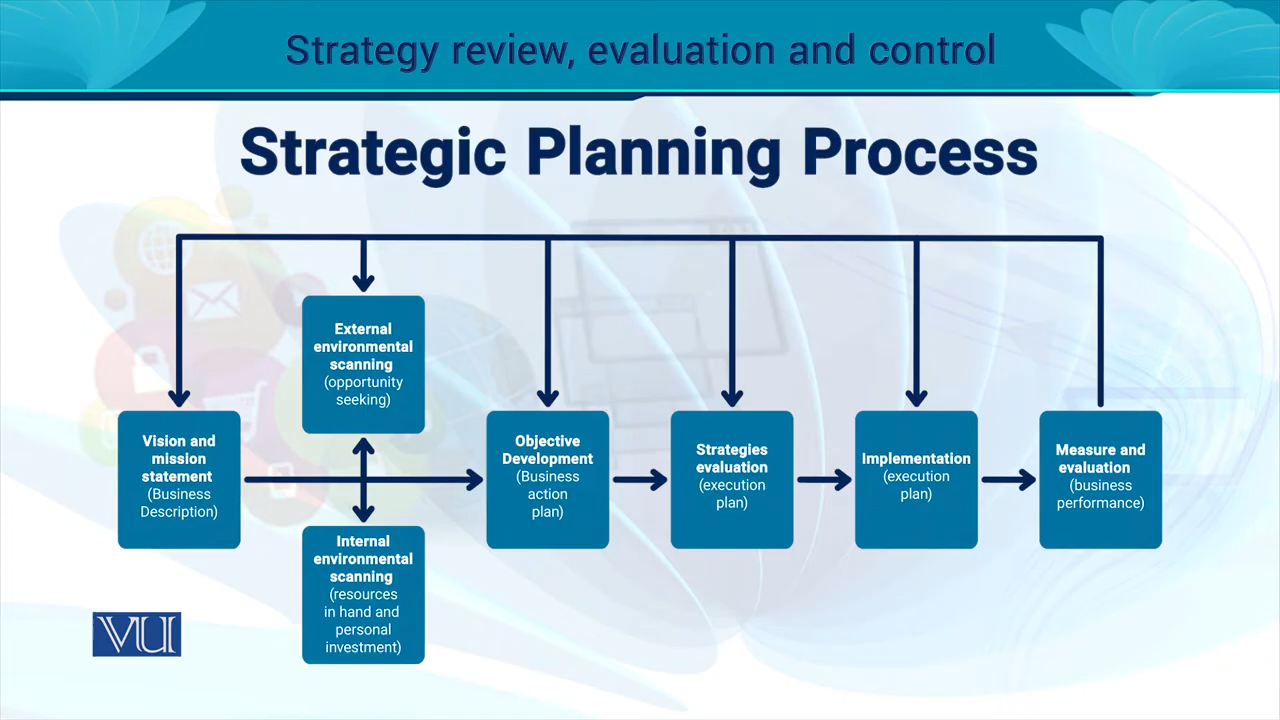 Strategy review, evaluation and control
Strategic Planning Process
External
environmental
scanning
(opportunity
seeking)
Vision and
mission
statement
(Business
Description)
Objective
Development
(Business
action
plan)
Strategies
evaluation
(execution
plan)
Implementation
(execution
plan)
Measure and
evaluation
(business
performance)
Internal
environmental
scanning
(resources
in hand and
personal
investment)
VU